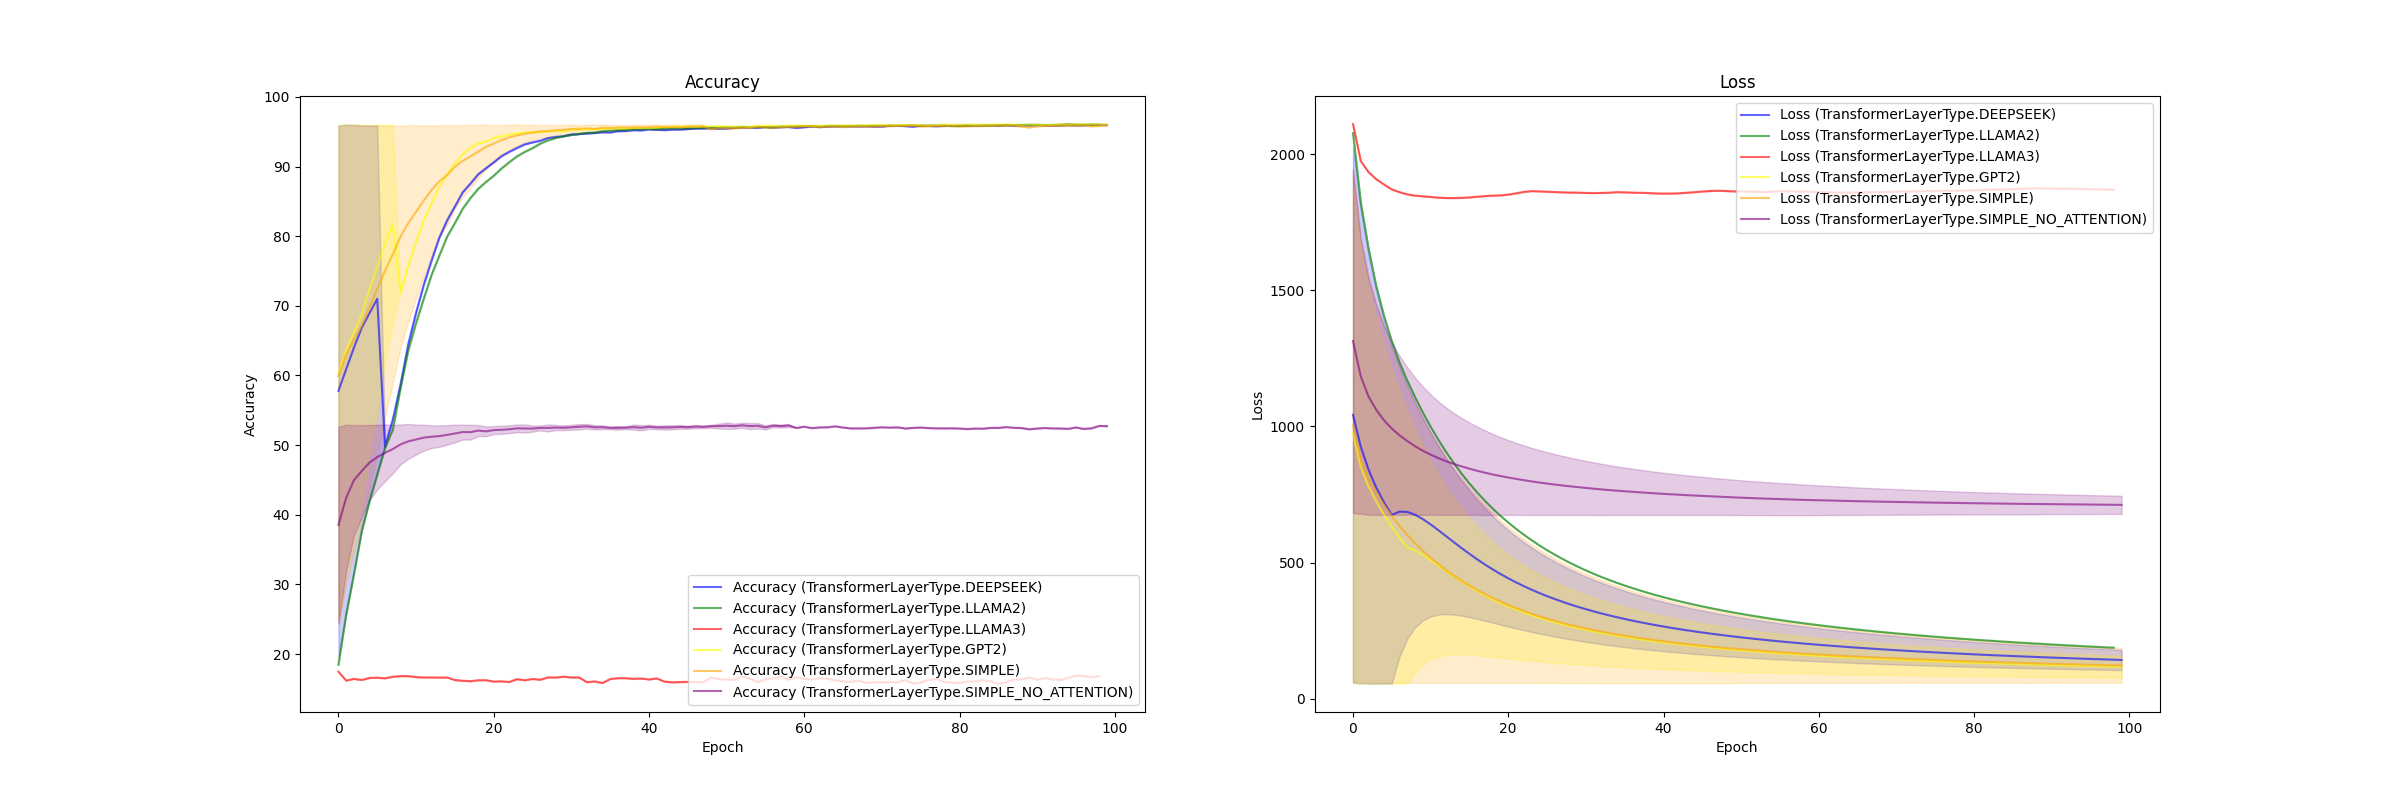 Accuracy
100
90
80
70
60
50
40
30
20
0
20
40
60
80
100
Accuracy
Epoch
Accuracy (TransformerLayerType.DEEPSEEK)
Accuracy (TransformerLayerType.LLAMA2)
Accuracy (TransformerLayerType.LLAMA3)
Accuracy (TransformerLayerType.GPT2)
Accuracy (TransformerLayerType.SIMPLE)
Accuracy (TransformerLayerType.SIMPLE_NO_ATTENTION)
Loss
2000
1500
1000
500
0
0
20
40
60
80
100
Loss
Epoch
Loss (TransformerLayerType.DEEPSEEK)
Loss (TransformerLayerType.LLAMA2)
Loss (TransformerLayerType.LLAMA3)
Loss (TransformerLayerType.GPT2)
Loss (TransformerLayerType.SIMPLE)
Loss (TransformerLayerType.SIMPLE_NO_ATTENTION)